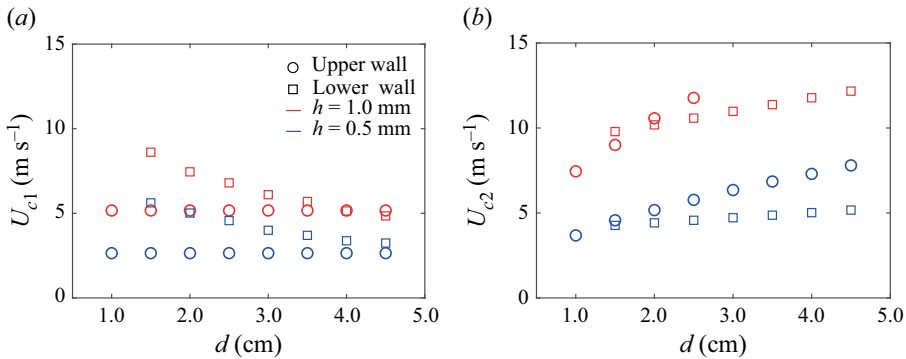 (a)
15
10
5
0
U_c1 (m s⁻¹)
Upper wall
Lower wall
h = 1.0 mm
h = 0.5 mm
1.0 2.0 3.0 4.0 5.0
d (cm)
(b)
15
10
5
0
U_c2 (m s⁻¹)
1.0 2.0 3.0 4.0 5.0
d (cm)